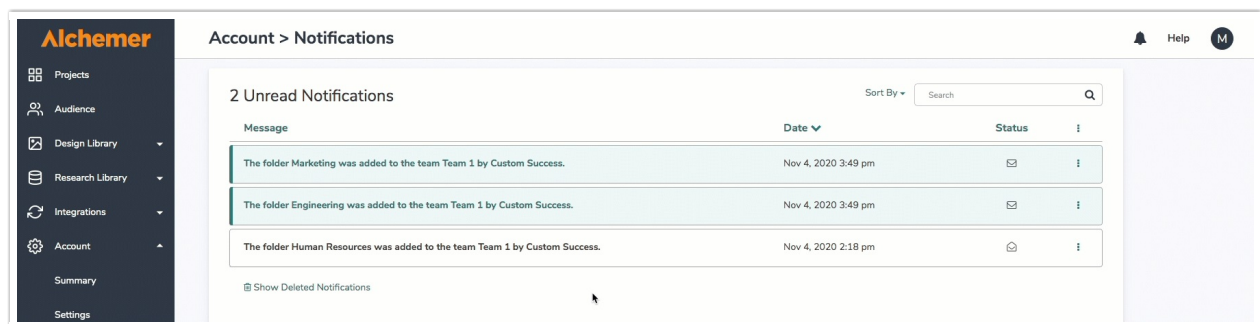 Alchemer
Account > Notifications
Help
M
Projects
Audience
Design Library
Research Library
Integrations
Account
Summary
Settings
2 Unread Notifications
Sort By
Search
Message Date Status
The folder Marketing was added to the team Team 1 by Custom Success. Nov 4, 2020 3:49 pm
The folder Engineering was added to the team Team 1 by Custom Success. Nov 4, 2020 3:49 pm
The folder Human Resources was added to the team Team 1 by Custom Success. Nov 4, 2020 2:18 pm
Show Deleted Notifications